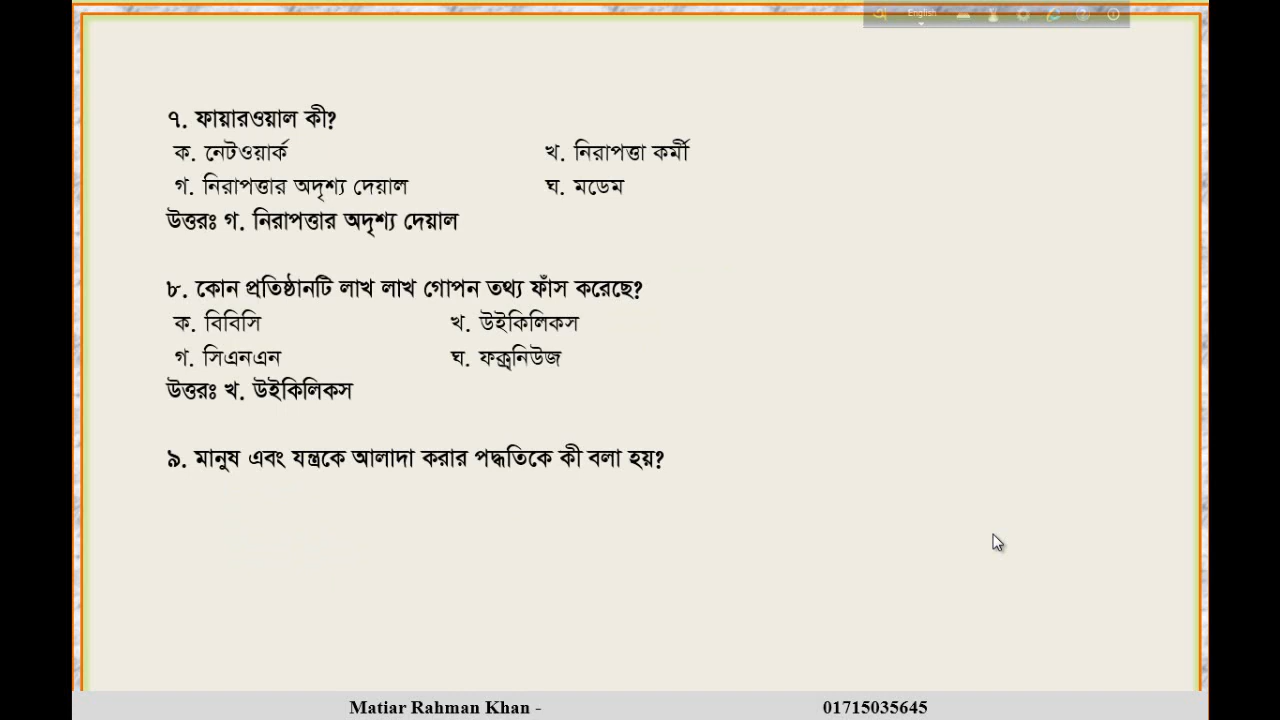 English
৭. ফায়ারওয়াল কী?
ক. নেটওয়ার্ক খ. নিরাপত্তা কর্মী
গ. নিরাপত্তার অদৃশ্য দেয়াল ঘ. মডেম
উত্তরঃ গ. নিরাপত্তার অদৃশ্য দেয়াল
৮. কোন প্রতিষ্ঠানটি লাখ লাখ গোপন তথ্য ফাঁস করেছে?
ক. বিবিসি খ. উইকিলিকস
গ. সিএনএন ঘ. ফক্স্রনিউজ
উত্তরঃ খ. উইকিলিকস
৯. মানুষ এবং যন্ত্রকে আলাদা করার পদ্ধতিকে কী বলা হয়?
Matiar Rahman Khan - 01715035645